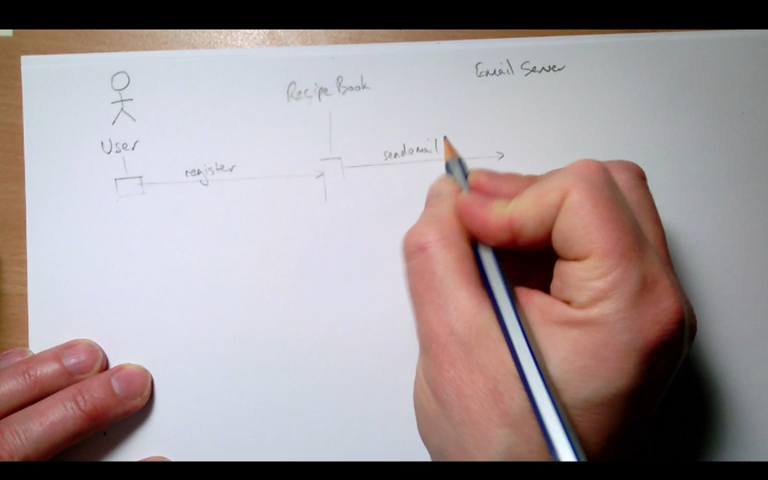 Email Server
Recipe Book
User
register
sendemail